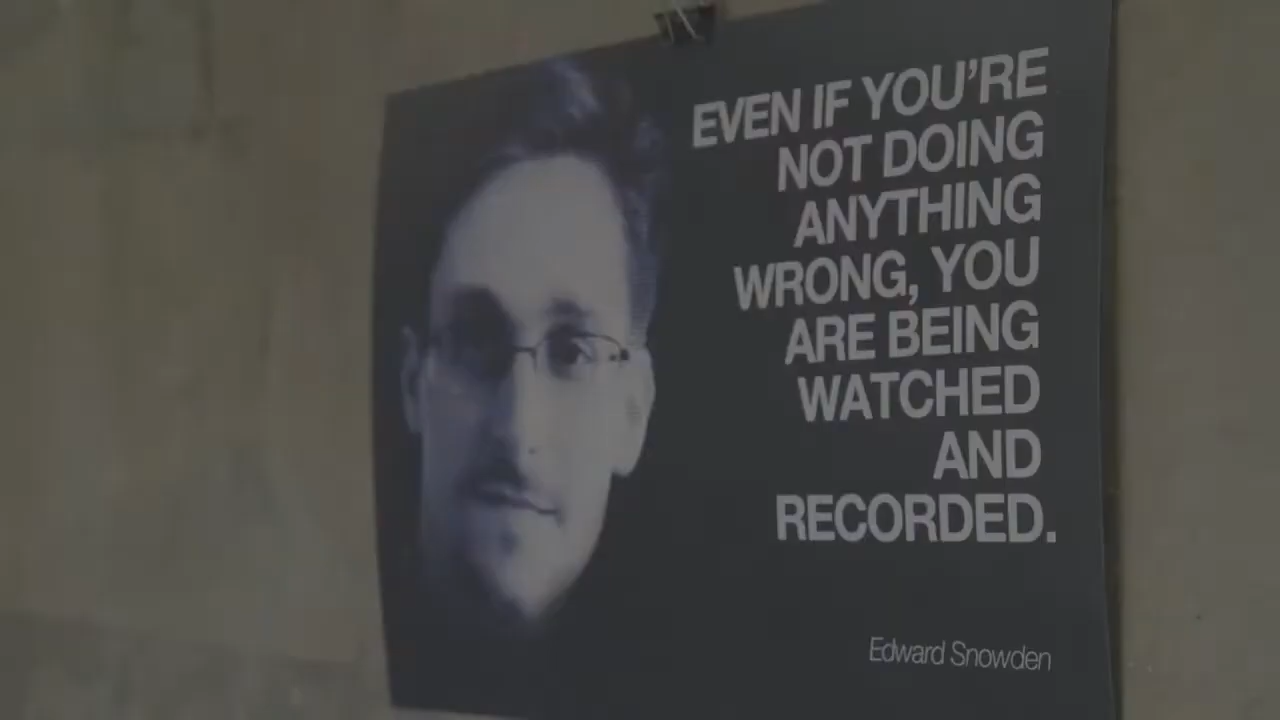 EVEN IF YOU'RE
NOT DOING
ANYTHING
WRONG, YOU
ARE BEING
WATCHED
AND
RECORDED.
Edward Snowden